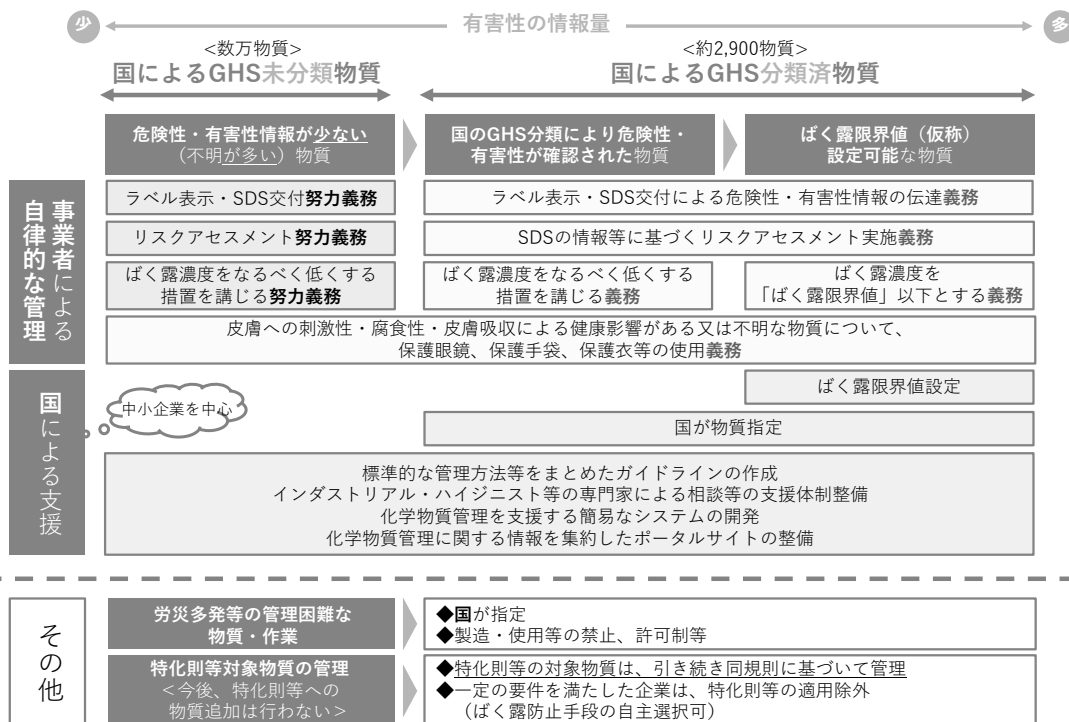 少
有害性の情報量
多
<数万物質>
国によるGHS未分類物質
<約2,900物質>
国によるGHS分類済物質
危険性・有害性情報が少ない
（不明が多い）物質
国のGHS分類により危険性・
有害性が確認された物質
ばく露限界値（仮称）
設定可能な物質
事業者による
自律的な管理
ラベル表示・SDS交付努力義務
ラベル表示・SDS交付による危険性・有害性情報の伝達義務
リスクアセスメント努力義務
SDSの情報等に基づくリスクアセスメント実施義務
ばく露濃度をなるべく低くする
措置を講じる努力義務
ばく露濃度をなるべく低くする
措置を講じる義務
ばく露濃度を
「ばく露限界値」以下とする義務
皮膚への刺激性・腐食性・皮膚吸収による健康影響がある又は不明な物質について、
保護眼鏡、保護手袋、保護衣等の使用義務
国による支援
中小企業を中心
ばく露限界値設定
国が物質指定
標準的な管理方法等をまとめたガイドラインの作成
インダストリアル・ハイジニスト等の専門家による相談等の支援体制整備
化学物質管理を支援する簡易なシステムの開発
化学物質管理に関する情報を集約したポータルサイトの整備
その他
労災多発等の管理困難な
物質・作業
◆国が指定
◆製造・使用等の禁止、許可制等
特化則等対象物質の管理
<今後、特化則等への
物質追加は行わない>
◆特化則等の対象物質は、引き続き同規則に基づいて管理
◆一定の要件を満たした企業は、特化則等の適用除外
（ばく露防止手段の自主選択可）